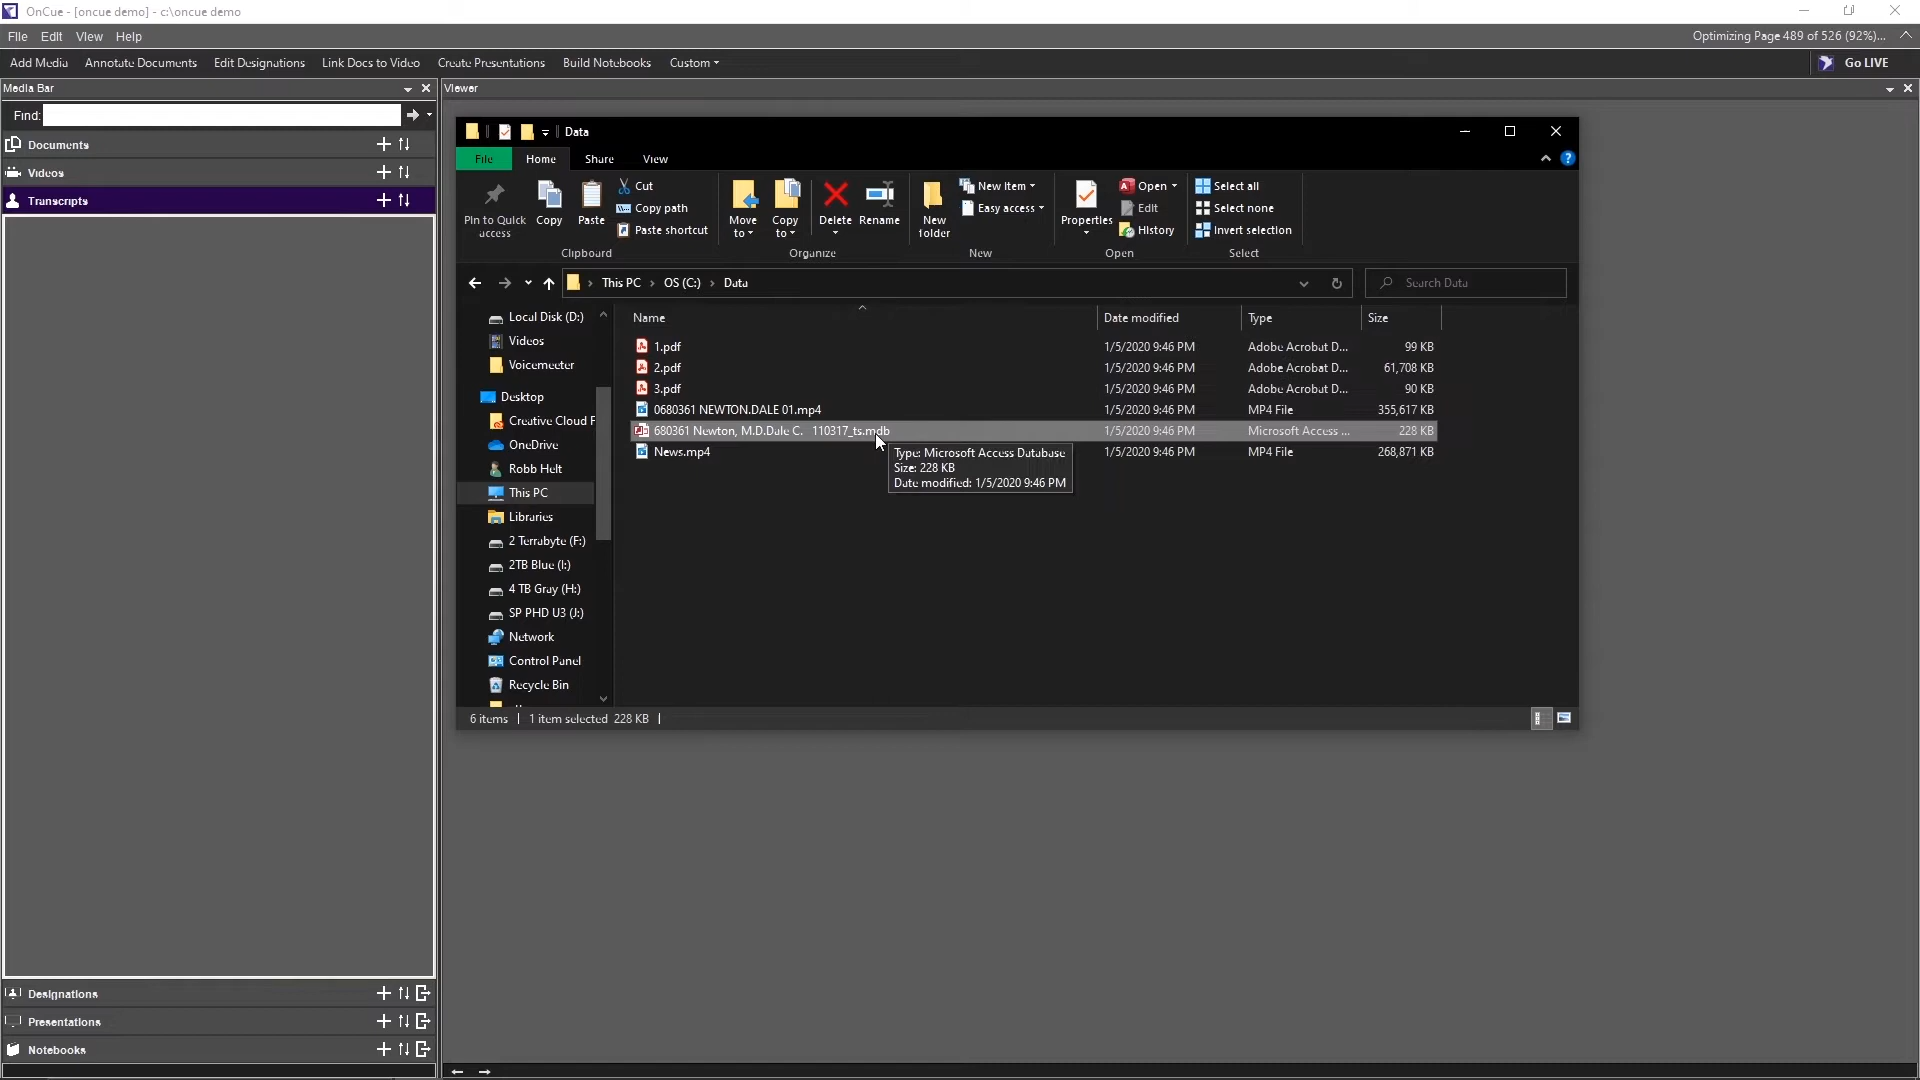 OnCue - [oncue demo] - c:\oncue demo
File Edit View Help
Optimizing Page 489 of 526 (92%)...
Add Media Annotate Documents Edit Designations Link Docs to Video Create Presentations Build Notebooks Custom
Go LIVE
Media Bar
Viewer
Find:
Documents
Videos
Transcripts
Designations
Presentations
Notebooks
Data
File Home Share View
Pin to Quick access
Copy
Paste
Cut
Copy path
Paste shortcut
Clipboard
Move to
Copy to
Delete
Rename
Organize
New folder
New item
Easy access
New
Properties
Open
Edit
History
Open
Select all
Select none
Invert selection
Select
This PC > OS (C:) > Data
Search Data
Local Disk (D:)
Videos
Voicemeeter
Desktop
Creative Cloud F
OneDrive
Robb Helt
This PC
Libraries
2 Terrabyte (F:)
2TB Blue (I:)
4 TB Gray (H:)
SP PHD U3 (J:)
Network
Control Panel
Recycle Bin
Name Date modified Type Size
1.pdf 1/5/2020 9:46 PM Adobe Acrobat D... 99 KB
2.pdf 1/5/2020 9:46 PM Adobe Acrobat D... 61,708 KB
3.pdf 1/5/2020 9:46 PM Adobe Acrobat D... 90 KB
0680361 NEWTON.DALE 01.mp4 1/5/2020 9:46 PM MP4 File 355,617 KB
680361 Newton, M.D.Dale C. 110317_ts.mdb 1/5/2020 9:46 PM Microsoft Access ... 228 KB
News.mp4 1/5/2020 9:46 PM MP4 File 268,871 KB
Type: Microsoft Access Database
Size: 228 KB
Date modified: 1/5/2020 9:46 PM
6 items 1 item selected 228 KB